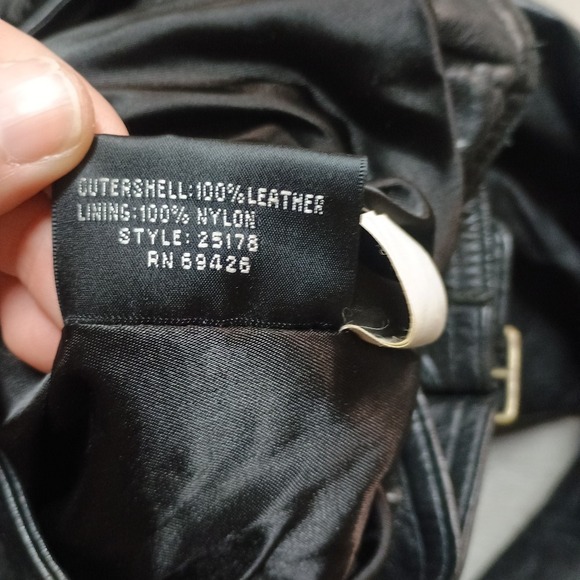 OUTERSHELL:100%LEATHER
LINING:100% NYLON
STYLE: 25178
RN 69426